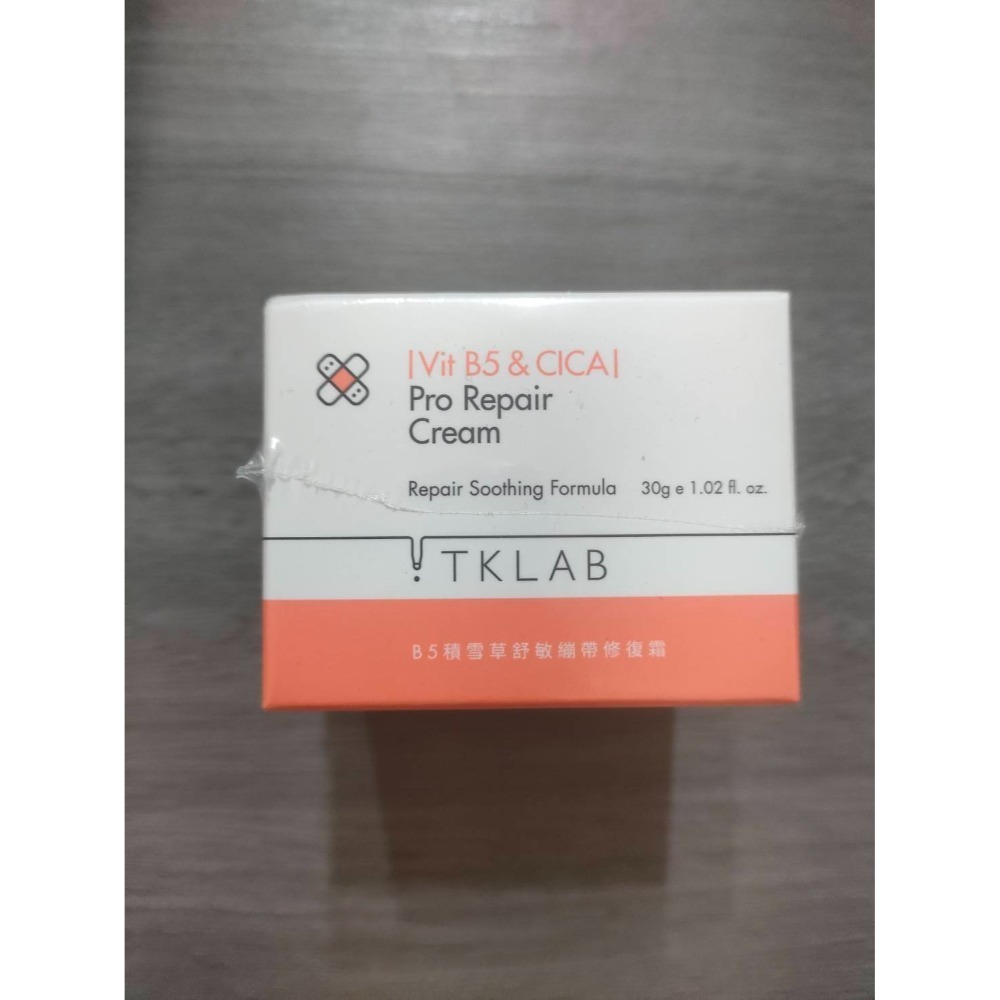 |Vit B5 & CICA|
Pro Repair
Cream
Repair Soothing Formula 30g e 1.02 fl. oz.
TKLAB
B5積雪草舒敏繃帶修復霜